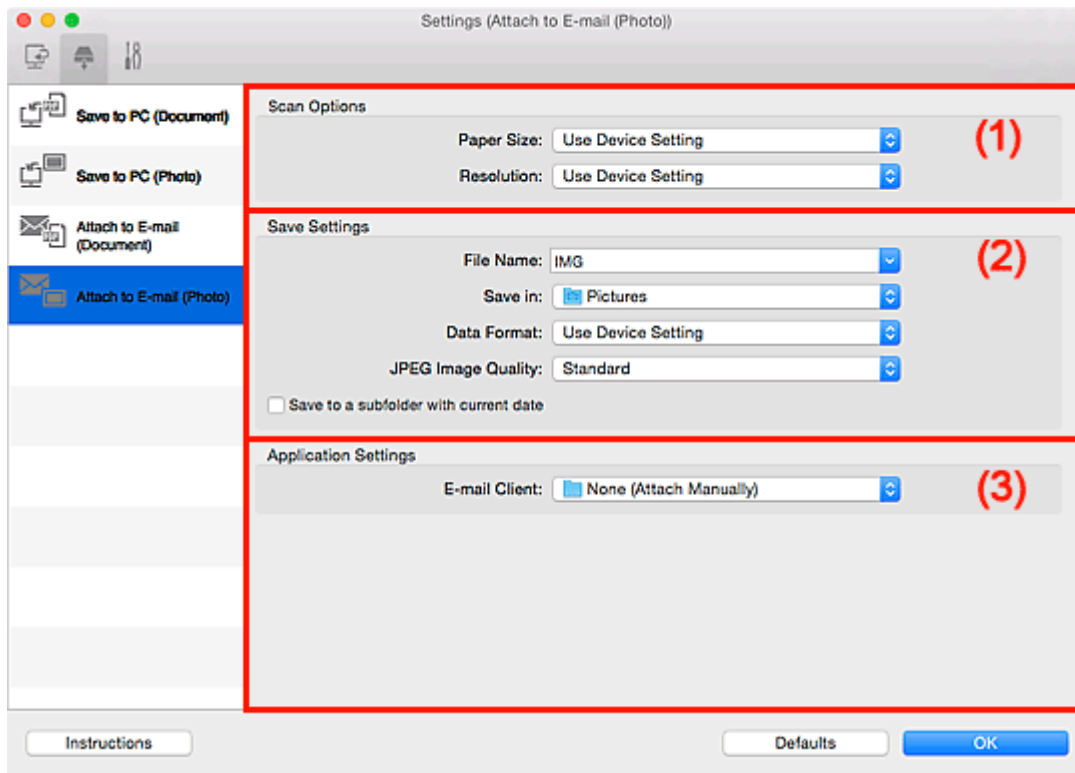 Settings (Attach to E-mail (Photo))
Save to PC (Document)
Save to PC (Photo)
Attach to E-mail
(Document)
Attach to E-mail (Photo)
Scan Options
(1)
Paper Size: Use Device Setting
Resolution: Use Device Setting
Save Settings
(2)
File Name: IMG
Save in: Pictures
Data Format: Use Device Setting
JPEG Image Quality: Standard
Save to a subfolder with current date
Application Settings
(3)
E-mail Client: None (Attach Manually)
Instructions
Defaults
OK